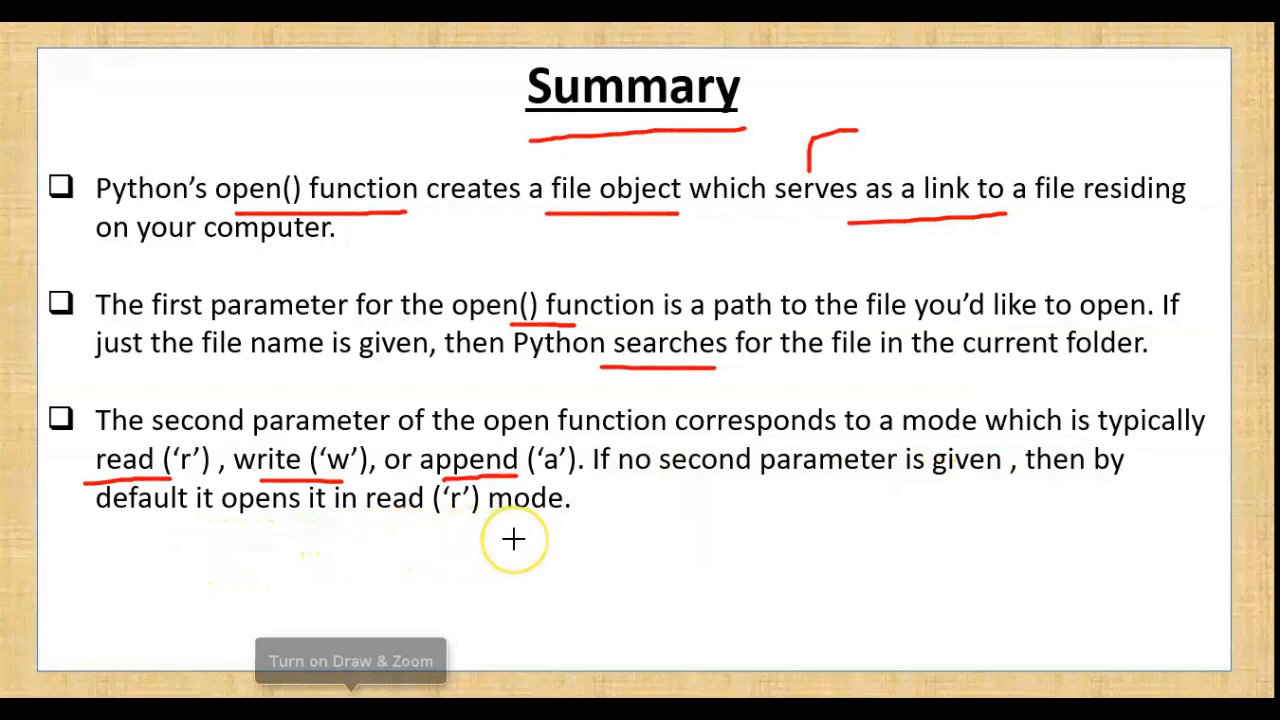 Summary
❑ Python’s open() function creates a file object which serves as a link to a file residing
on your computer.
❑ The first parameter for the open() function is a path to the file you’d like to open. If
just the file name is given, then Python searches for the file in the current folder.
❑ The second parameter of the open function corresponds to a mode which is typically
read (‘r’) , write (‘w’), or append (‘a’). If no second parameter is given , then by
default it opens it in read (‘r’) mode.
Turn on Draw & Zoom